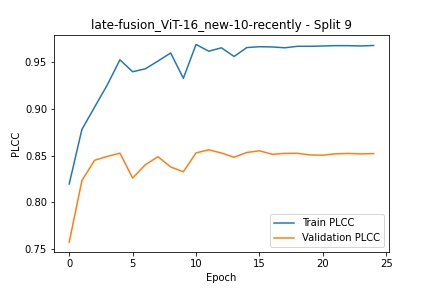 late-fusion_ViT-16_new-10-recently - Split 9
PLCC
0.95
0.90
0.85
0.80
0.75
Train PLCC
Validation PLCC
0 5 10 15 20 25
Epoch